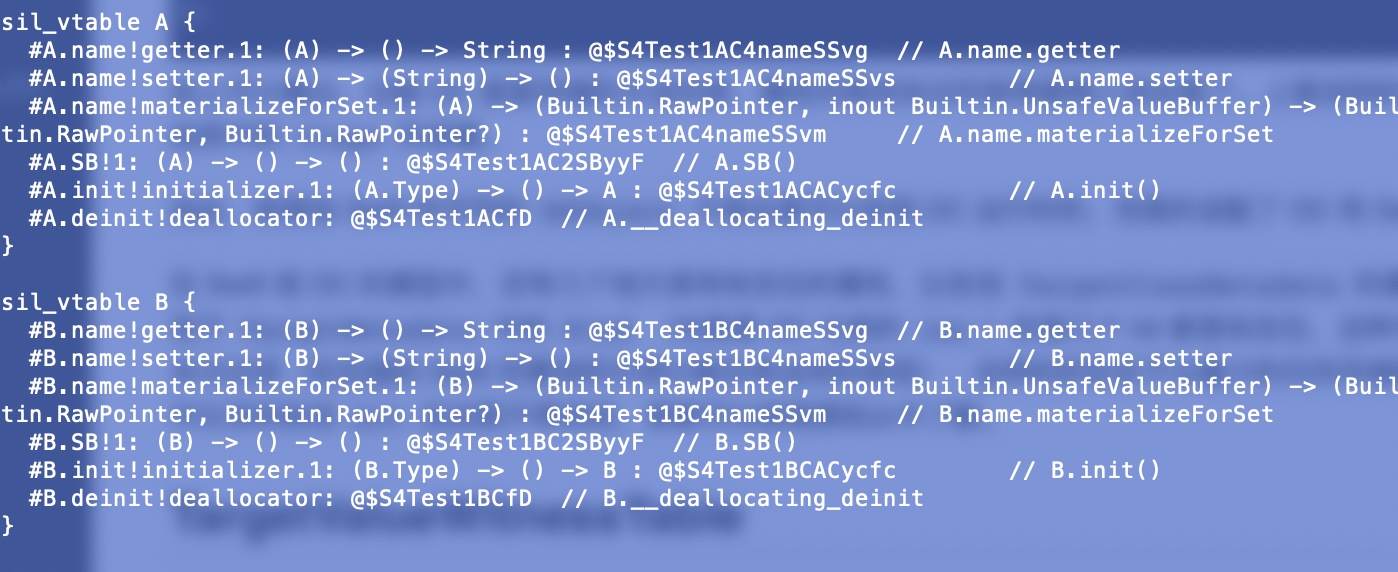 sil_vtable A {
  #A.name!getter.1: (A) -> () -> String : @$S4Test1AC4nameSSvg  // A.name.getter
  #A.name!setter.1: (A) -> (String) -> () : @$S4Test1AC4nameSSvs        // A.name.setter
  #A.name!materializeForSet.1: (A) -> (Builtin.RawPointer, inout Builtin.UnsafeValueBuffer) -> (Buil
tin.RawPointer, Builtin.RawPointer?) : @$S4Test1AC4nameSSvm     // A.name.materializeForSet
  #A.SB!1: (A) -> () -> () : @$S4Test1AC2SByyF  // A.SB()
  #A.init!initializer.1: (A.Type) -> () -> A : @$S4Test1ACACycfc        // A.init()
  #A.deinit!deallocator: @$S4Test1ACfD  // A.__deallocating_deinit
}
sil_vtable B {
  #B.name!getter.1: (B) -> () -> String : @$S4Test1BC4nameSSvg  // B.name.getter
  #B.name!setter.1: (B) -> (String) -> () : @$S4Test1BC4nameSSvs        // B.name.setter
  #B.name!materializeForSet.1: (B) -> (Builtin.RawPointer, inout Builtin.UnsafeValueBuffer) -> (Buil
tin.RawPointer, Builtin.RawPointer?) : @$S4Test1BC4nameSSvm     // B.name.materializeForSet
  #B.SB!1: (B) -> () -> () : @$S4Test1BC2SByyF  // B.SB()
  #B.init!initializer.1: (B.Type) -> () -> B : @$S4Test1BCACycfc        // B.init()
  #B.deinit!deallocator: @$S4Test1BCfD  // B.__deallocating_deinit
}